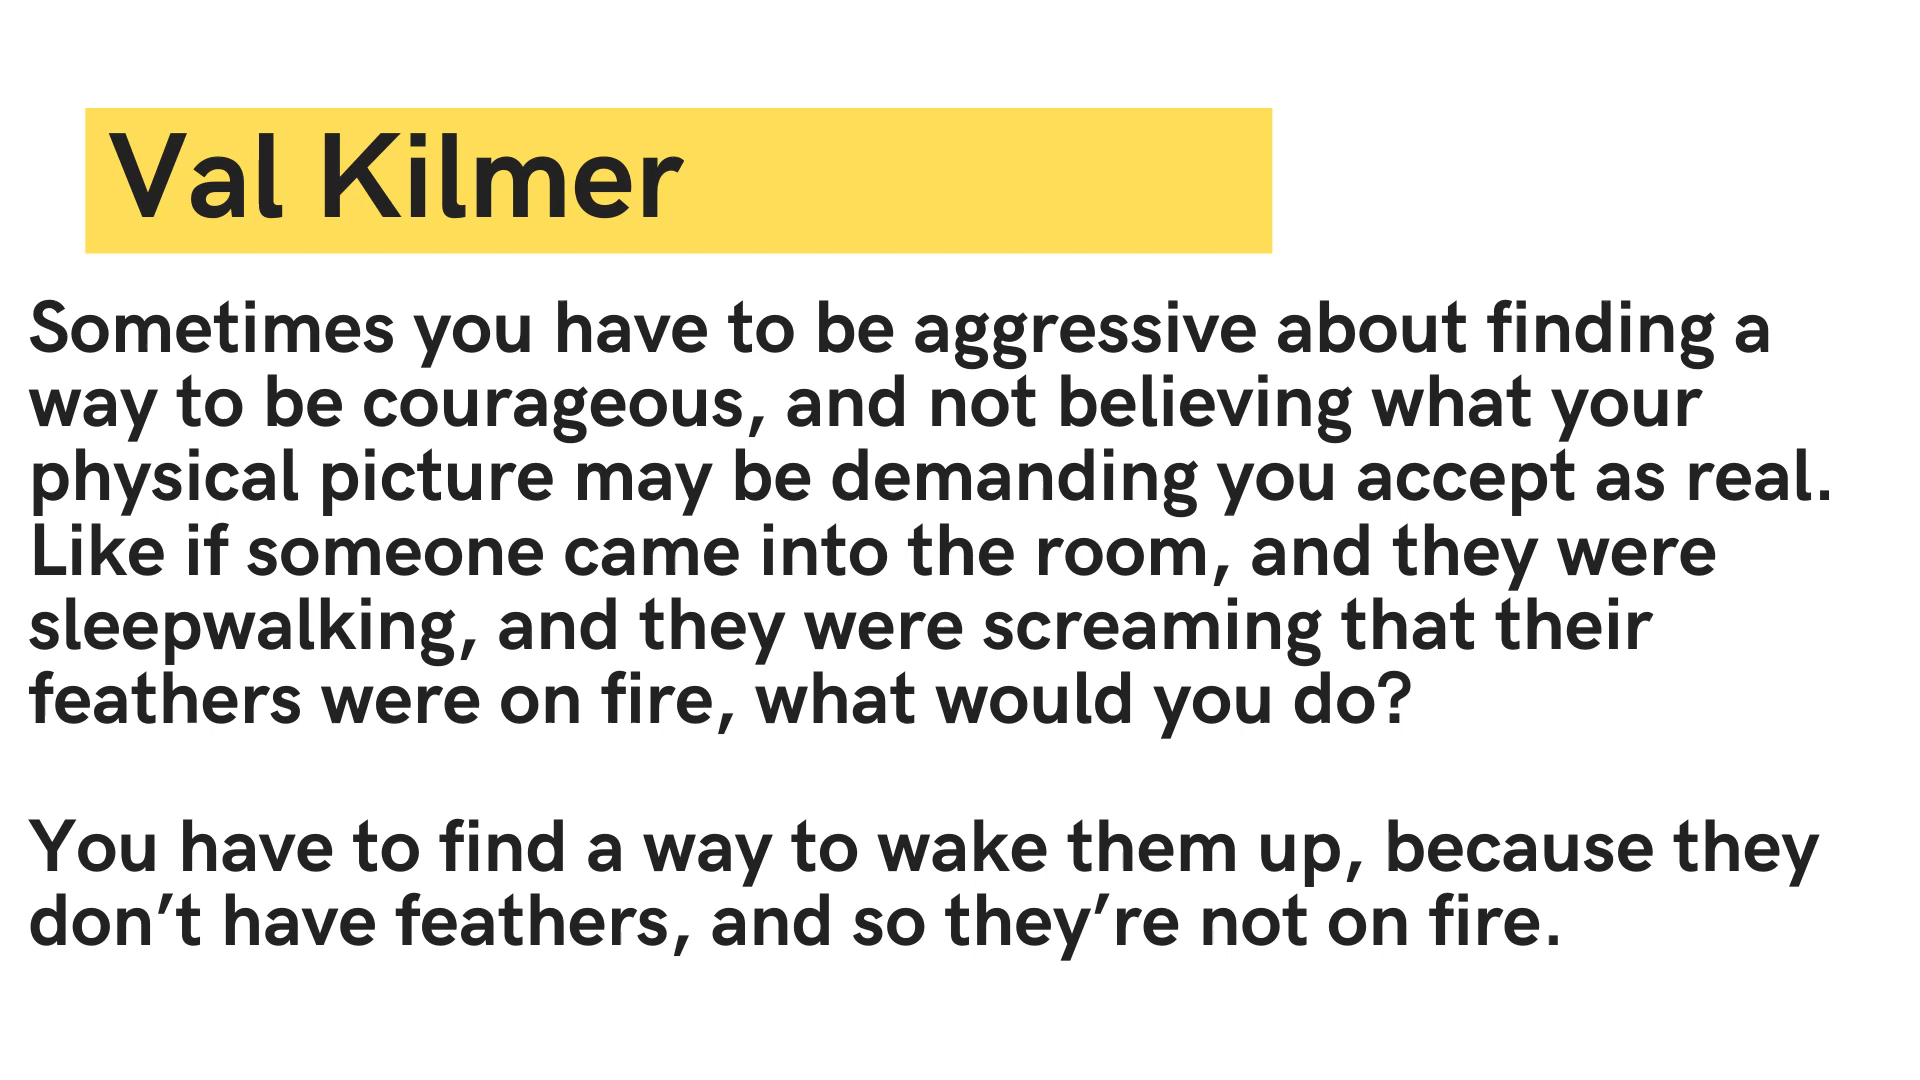 Val Kilmer
Sometimes you have to be aggressive about finding a
way to be courageous, and not believing what your
physical picture may be demanding you accept as real.
Like if someone came into the room, and they were
sleepwalking, and they were screaming that their
feathers were on fire, what would you do?
You have to find a way to wake them up, because they
don’t have feathers, and so they’re not on fire.